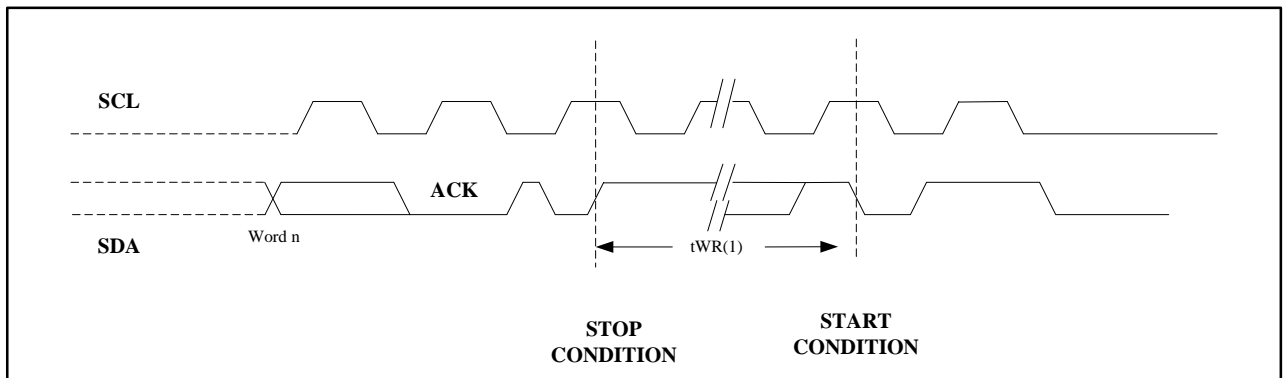 SCL
ACK
Word n
SDA
tWR(1)
STOP
CONDITION
START
CONDITION